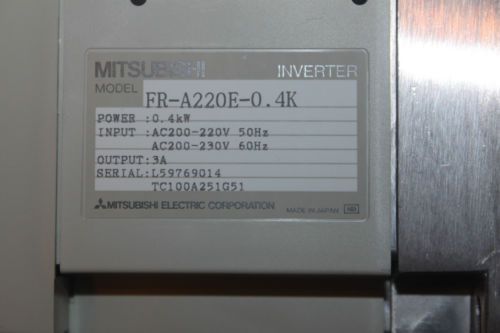 MITSUBISHI INVERTER
MODEL FR-A220E-0.4K
POWER :0.4kW
INPUT :AC200-220V 50Hz
AC200-230V 60Hz
OUTPUT:3A
SERIAL:L59769014
TC100A251G51
MITSUBISHI ELECTRIC CORPORATION MADE IN JAPAN